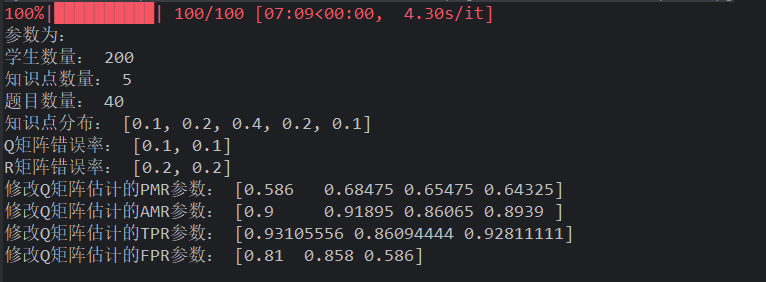 100%|██████████| 100/100 [07:09<00:00,  4.30s/it]
参数为:
学生数量:  200
知识点数量:  5
题目数量:  40
知识点分布:  [0.1, 0.2, 0.4, 0.2, 0.1]
Q矩阵错误率:  [0.1, 0.1]
R矩阵错误率:  [0.2, 0.2]
修改Q矩阵估计的PMR参数:  [0.586   0.68475 0.65475 0.64325]
修改Q矩阵估计的AMR参数:  [0.9     0.91895 0.86065 0.8939 ]
修改Q矩阵估计的TPR参数:  [0.93105556 0.86094444 0.92811111]
修改Q矩阵估计的FPR参数:  [0.81  0.858 0.586]